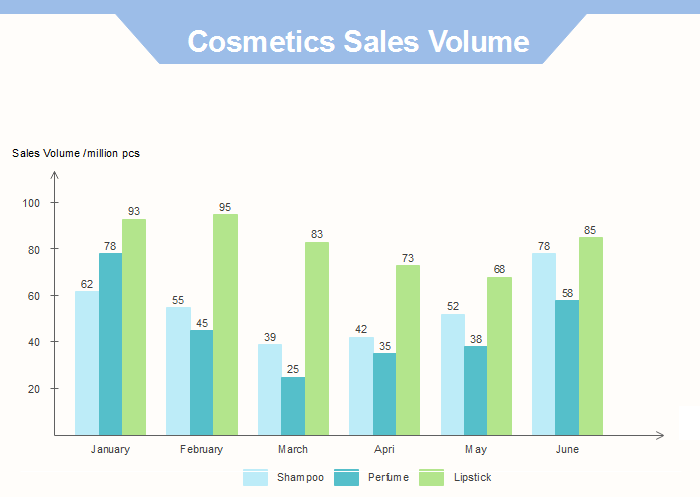 Cosmetics Sales Volume
Sales Volume /million pcs
100
80
60
40
20
62
78
93
55
45
95
39
25
83
42
35
73
52
38
68
78
58
85
January
February
March
Apri
May
June
Shampoo
Perfume
Lipstick